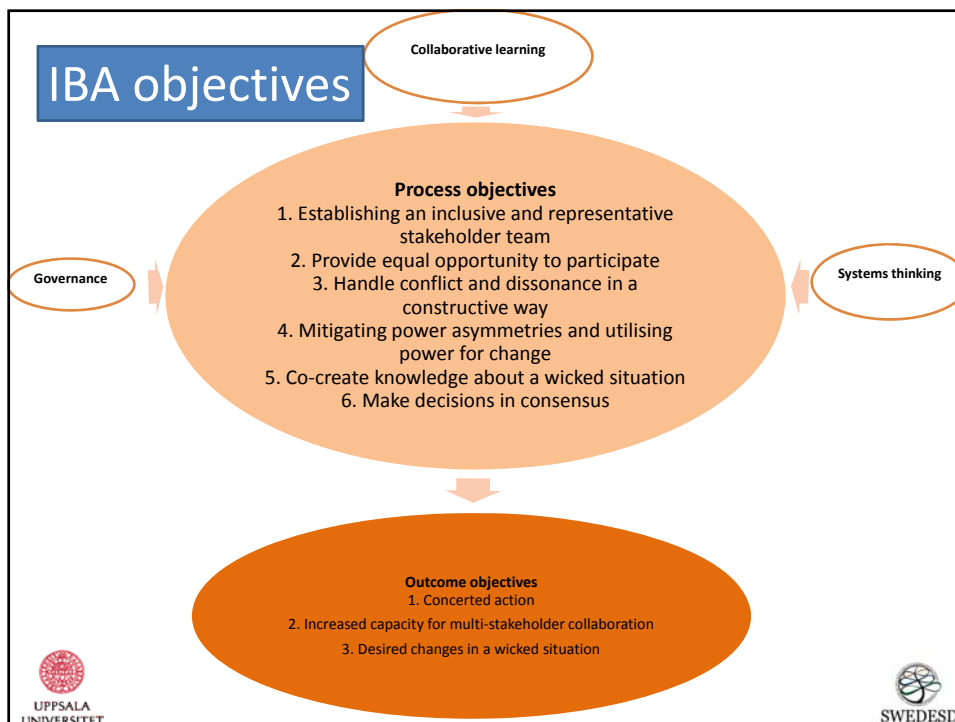 Collaborative learning
IBA objectives
Process objectives
1. Establishing an inclusive and representative
stakeholder team
2. Provide equal opportunity to participate
3. Handle conflict and dissonance in a
constructive way
4. Mitigating power asymmetries and utilising
power for change
5. Co-create knowledge about a wicked situation
6. Make decisions in consensus
Governance
Systems thinking
Outcome objectives
1. Concerted action
2. Increased capacity for multi-stakeholder collaboration
3. Desired changes in a wicked situation
UPPSALA
UNIVERSITET
SWEDESD